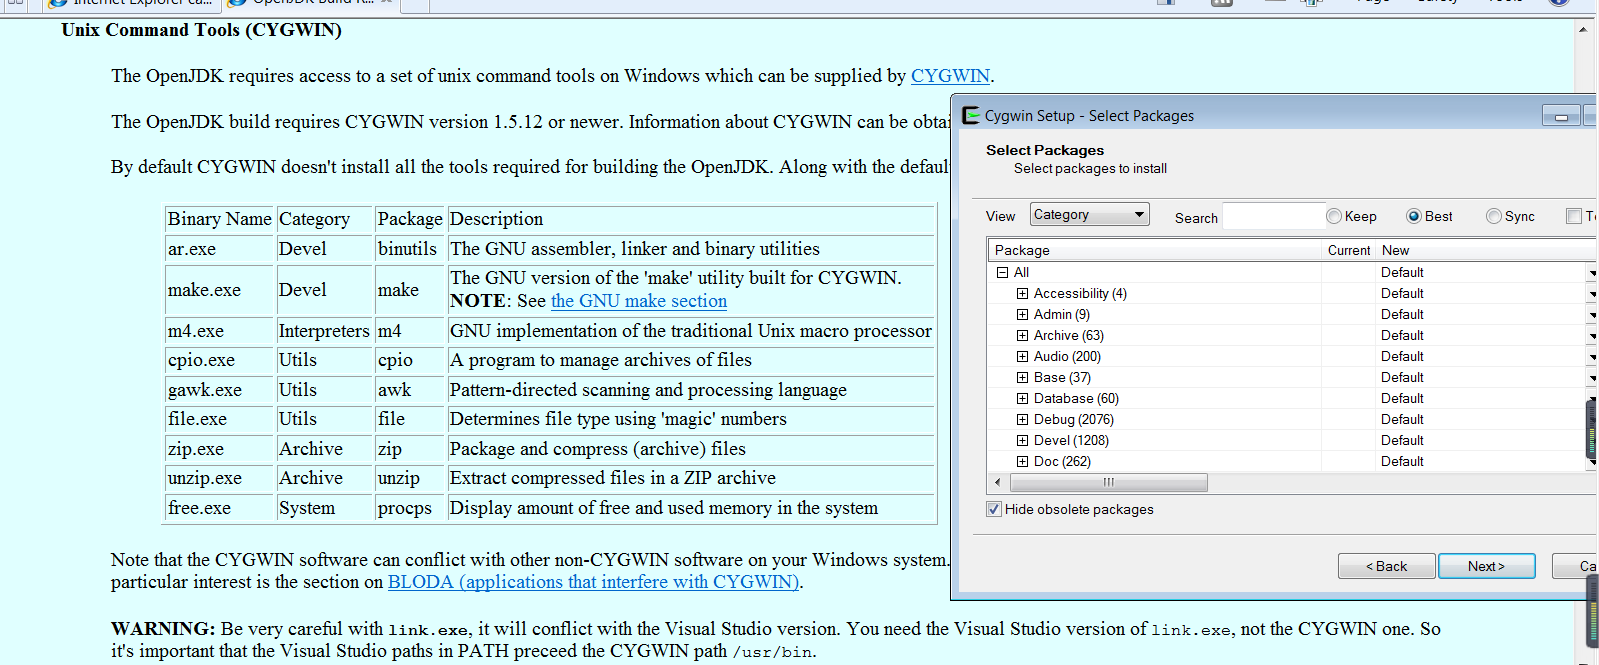 Internet Explorer ca...
OpenJDK Build R...
Page
Safety
Tools
Unix Command Tools (CYGWIN)
The OpenJDK requires access to a set of unix command tools on Windows which can be supplied by CYGWIN.
The OpenJDK build requires CYGWIN version 1.5.12 or newer. Information about CYGWIN can be obtai
By default CYGWIN doesn't install all the tools required for building the OpenJDK. Along with the defaul
Binary Name Category Package Description
ar.exe Devel binutils The GNU assembler, linker and binary utilities
make.exe Devel make The GNU version of the 'make' utility built for CYGWIN.
NOTE: See the GNU make section
m4.exe Interpreters m4 GNU implementation of the traditional Unix macro processor
cpio.exe Utils cpio A program to manage archives of files
gawk.exe Utils awk Pattern-directed scanning and processing language
file.exe Utils file Determines file type using 'magic' numbers
zip.exe Archive zip Package and compress (archive) files
unzip.exe Archive unzip Extract compressed files in a ZIP archive
free.exe System procps Display amount of free and used memory in the system
Note that the CYGWIN software can conflict with other non-CYGWIN software on your Windows system.
particular interest is the section on BLODA (applications that interfere with CYGWIN).
WARNING: Be very careful with link.exe, it will conflict with the Visual Studio version. You need the Visual Studio version of link.exe, not the CYGWIN one. So
it's important that the Visual Studio paths in PATH preceed the CYGWIN path /usr/bin.
Cygwin Setup - Select Packages
Select Packages
Select packages to install
View Category Search Keep Best Sync Te
Package Current New
All Default
Accessibility (4) Default
Admin (9) Default
Archive (63) Default
Audio (200) Default
Base (37) Default
Database (60) Default
Debug (2076) Default
Devel (1208) Default
Doc (262) Default
Hide obsolete packages
< Back Next > Ca